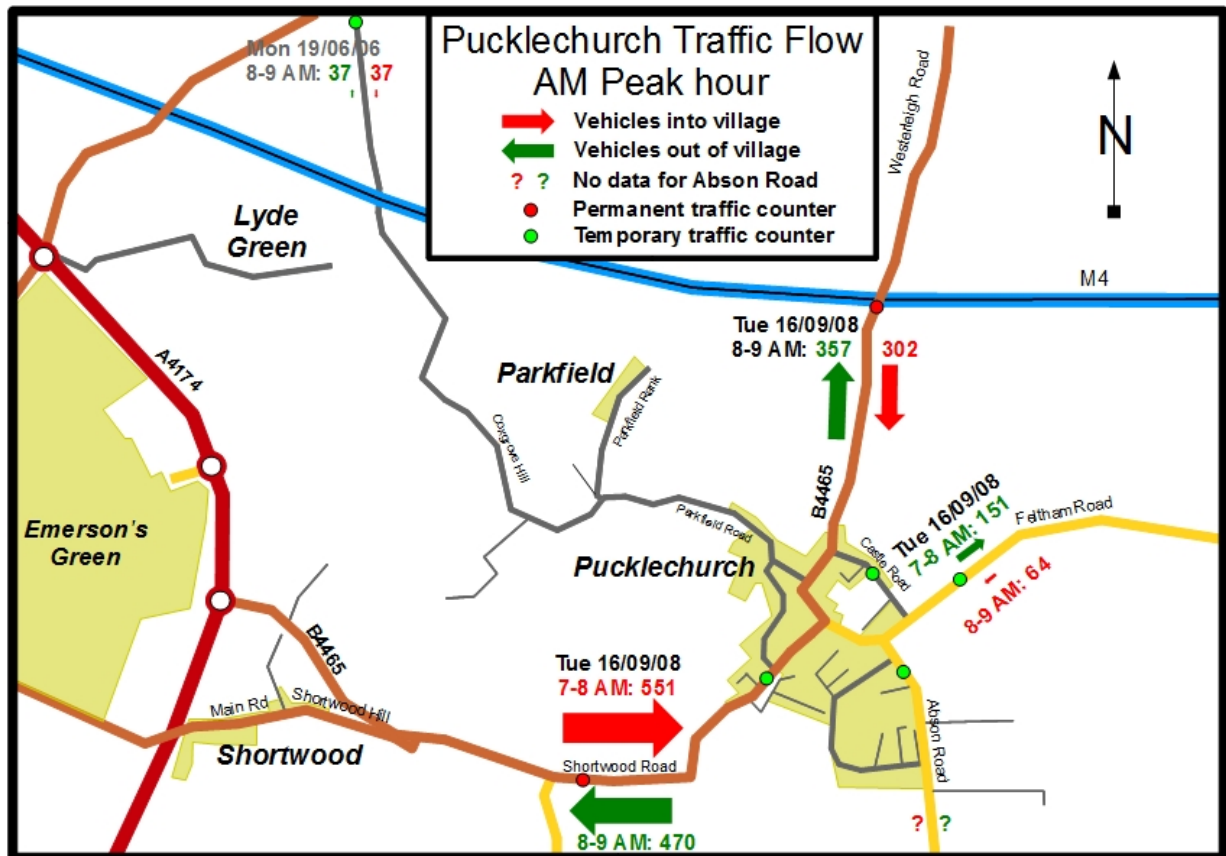 Pucklechurch Traffic Flow
AM Peak hour
Vehicles into village
Vehicles out of village
? ? No data for Abson Road
Permanent traffic counter
Temporary traffic counter
Mon 19/06/06
8-9 AM: 37 37
Westerleigh Road
N
Lyde
Green
M4
Tue 16/09/08
8-9 AM: 357 302
A4174
Parkfield
Parkfield Rank
Coxgrove Hill
B4465
Tue 16/09/08
7-8 AM: 151
Feltham Road
8-9 AM: 64
Emerson's
Green
Parkfield Road
Castle Road
Pucklechurch
B4465
Tue 16/09/08
7-8 AM: 551
Main Rd
Shortwood Hill
Shortwood
Shortwood Road
Abson Road
8-9 AM: 470
? ?